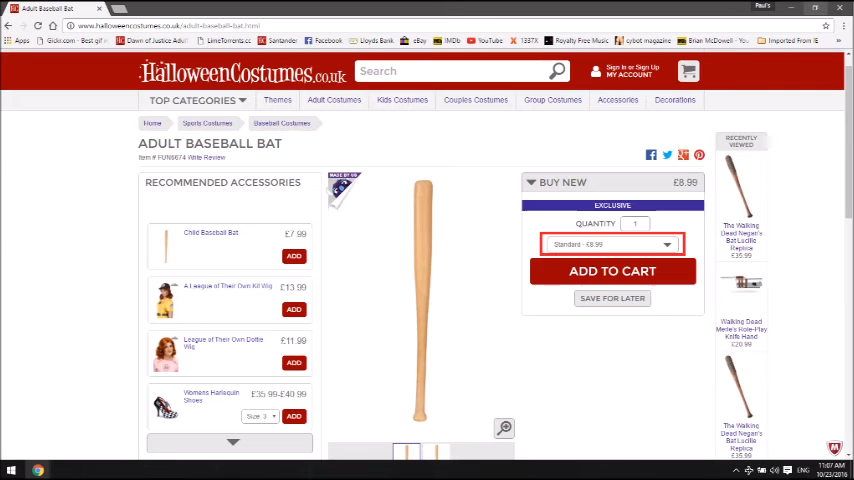 Adult Baseball Bat
Paul's
www.halloweencostumes.co.uk/adult-baseball-bat.html
Apps
Gickr.com - Best gif m
Dawn of Justice Adult
LimeTorrents.cc
Santander
Facebook
Lloyds Bank
eBay
IMDb
YouTube
1337X
Royalty Free Music
cybot magazine
Brian McDowell - You
Imported From IE
HalloweenCostumes.co.uk
Search
Sign In or Sign Up
MY ACCOUNT
TOP CATEGORIES
Themes
Adult Costumes
Kids Costumes
Couples Costumes
Group Costumes
Accessories
Decorations
Home
Sports Costumes
Baseball Costumes
ADULT BASEBALL BAT
Item # FUN6674 Write Review
RECOMMENDED ACCESSORIES
Child Baseball Bat
£7.99
ADD
A League of Their Own Kit Wig
£13.99
ADD
League of Their Own Dottie
Wig
£11.99
ADD
Womens Harlequin
Shoes
£35.99-£40.99
Size: 3
ADD
MADE BY US
BUY NEW
£8.99
EXCLUSIVE
QUANTITY
1
Standard - £8.99
ADD TO CART
SAVE FOR LATER
RECENTLY
VIEWED
The Walking
Dead Negan's
Bat Lucille
Replica
£35.99
Walking Dead
Merle's Hole-Play
Knife Hand
£20.99
The Walking
Dead Negan's
Bat Lucille
Replica
£35.99
ENG
11:07 AM
10/23/2016